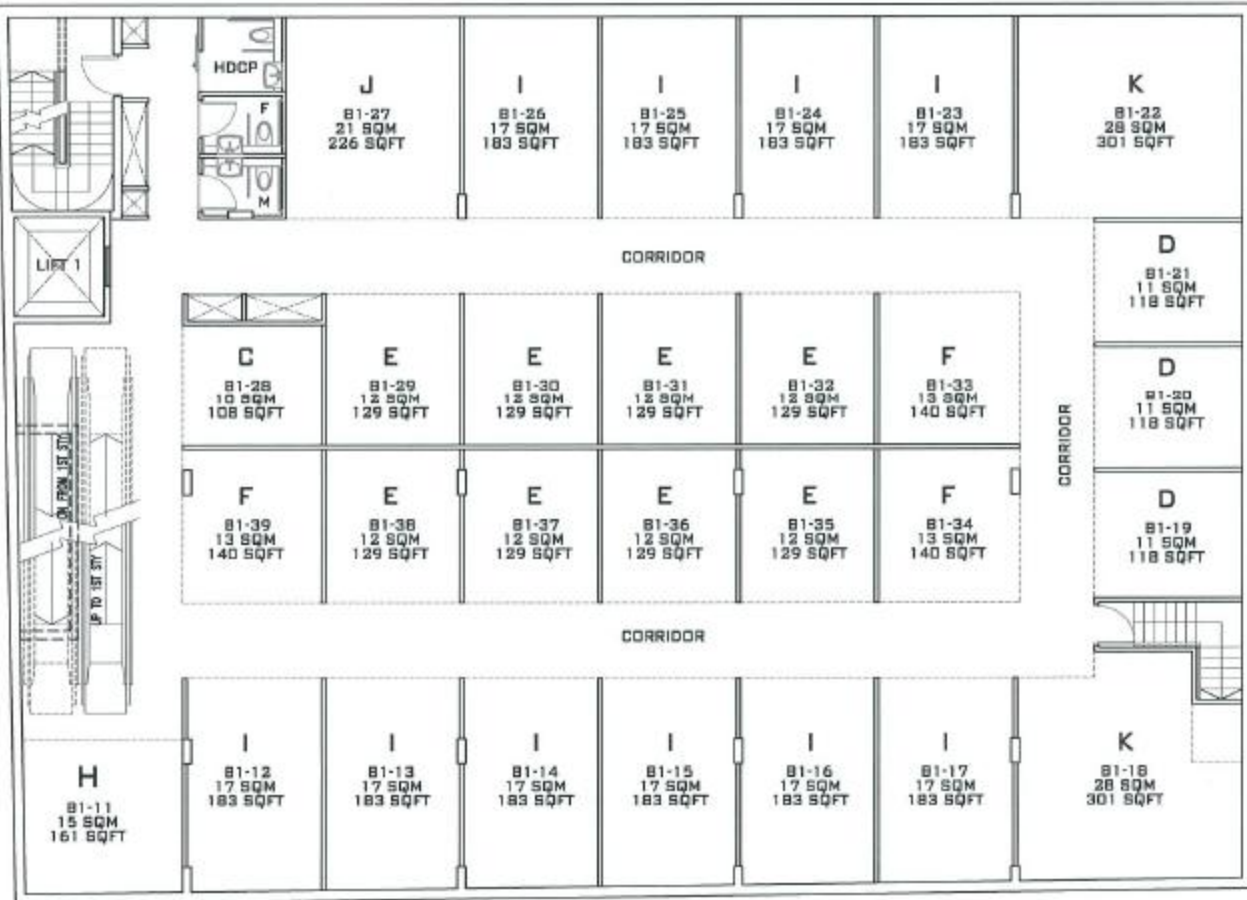 HDCP
F
M
J
B1-27
21 SQM
226 SQFT
I
B1-26
17 SQM
183 SQFT
I
B1-25
17 SQM
183 SQFT
I
B1-24
17 SQM
183 SQFT
I
B1-23
17 SQM
183 SQFT
K
B1-22
28 SQM
301 SQFT
LIFT 1
CORRIDOR
D
B1-21
11 SQM
118 SQFT
C
B1-28
10 SQM
108 SQFT
E
B1-29
12 SQM
129 SQFT
E
B1-30
12 SQM
129 SQFT
E
B1-31
12 SQM
129 SQFT
E
B1-32
12 SQM
129 SQFT
F
B1-33
13 SQM
140 SQFT
CORRIDOR
D
B1-20
11 SQM
118 SQFT
FROM 1ST STY
UP TO 1ST STY
F
B1-39
13 SQM
140 SQFT
E
B1-38
12 SQM
129 SQFT
E
B1-37
12 SQM
129 SQFT
E
B1-36
12 SQM
129 SQFT
E
B1-35
12 SQM
129 SQFT
F
B1-34
13 SQM
140 SQFT
D
B1-19
11 SQM
118 SQFT
CORRIDOR
H
B1-11
15 SQM
161 SQFT
I
B1-12
17 SQM
183 SQFT
I
B1-13
17 SQM
183 SQFT
I
B1-14
17 SQM
183 SQFT
I
B1-15
17 SQM
183 SQFT
I
B1-16
17 SQM
183 SQFT
I
B1-17
17 SQM
183 SQFT
K
B1-18
28 SQM
301 SQFT